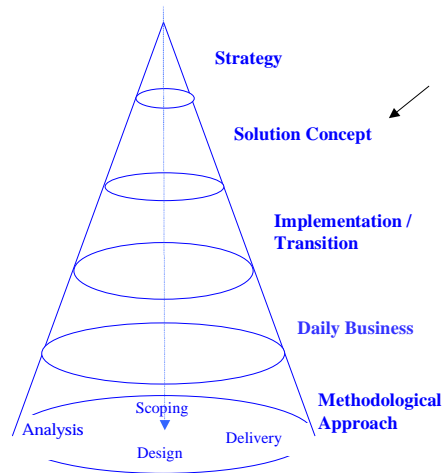 Strategy
Solution Concept
Implementation /
Transition
Daily Business
Methodological
Approach
Scoping
Analysis
Delivery
Design